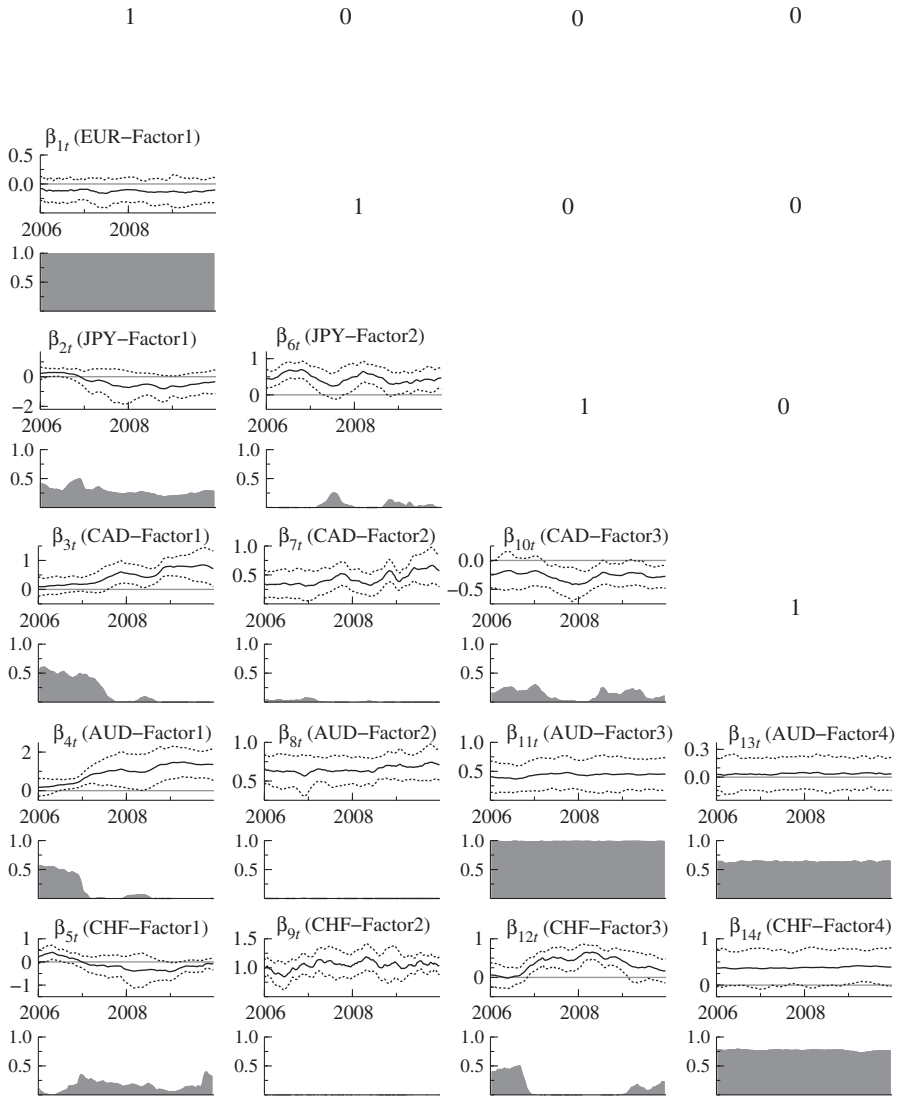 1 0 0 0
β1t (EUR−Factor1)
0.5
0.0
2006 2008
1 0 0
1.0
0.5
β2t (JPY−Factor1) β6t (JPY−Factor2)
0 1
−2 0
2006 2008 2006 2008
1 0
1.0 1.0
0.5 0.5
β3t (CAD−Factor1) β7t (CAD−Factor2) β10t (CAD−Factor3)
1 1.0 0.0
0 0.5 −0.5
2006 2008 2006 2008 2006 2008
1
1.0 1.0 1.0
0.5 0.5 0.5
β4t (AUD−Factor1) β8t (AUD−Factor2) β11t (AUD−Factor3) β13t (AUD−Factor4)
2 1.0 1.0 0.3
0 0.5 0.5 0.0
2006 2008 2006 2008 2006 2008 2006 2008
1.0 1.0 1.0 1.0
0.5 0.5 0.5 0.5
β5t (CHF−Factor1) β9t (CHF−Factor2) β12t (CHF−Factor3) β14t (CHF−Factor4)
1 1.5 1 1
0 1.0 0 0
−1
2006 2008 2006 2008 2006 2008 2006 2008
1.0 1.0 1.0 1.0
0.5 0.5 0.5 0.5